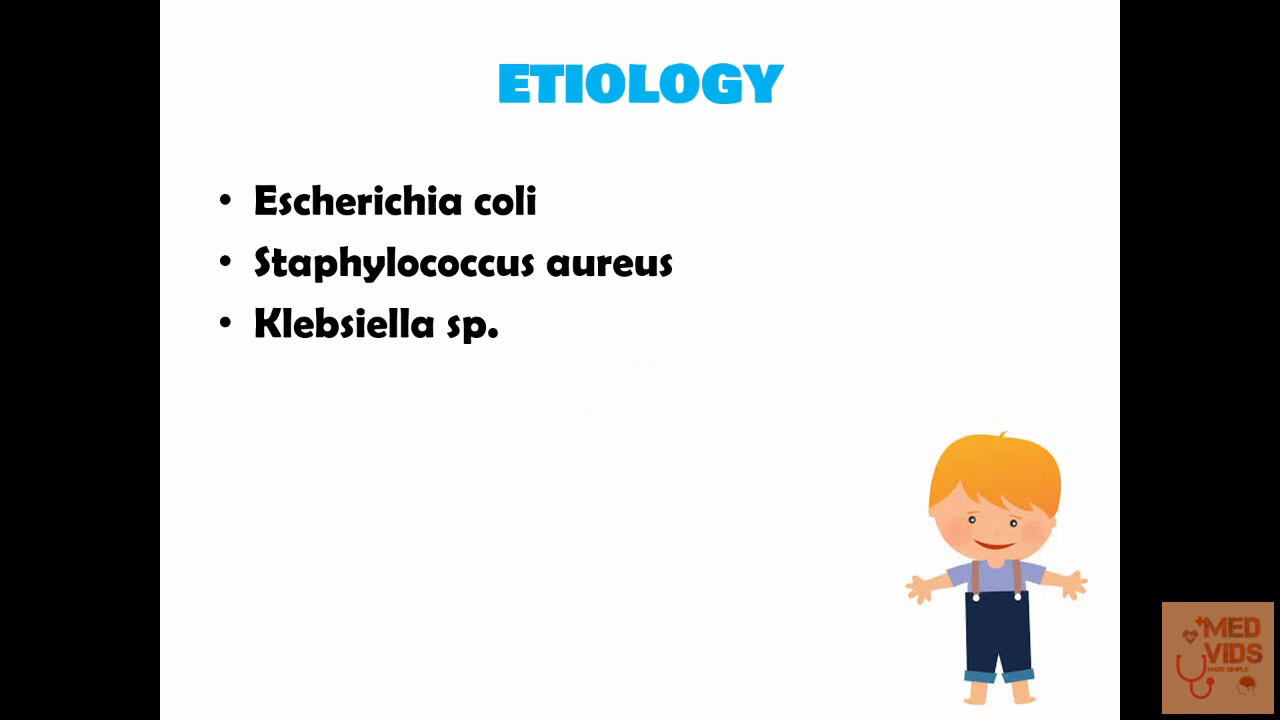 ETIOLOGY
• Escherichia coli
• Staphylococcus aureus
• Klebsiella sp.
MED
VIDS
MADE SIMPLE